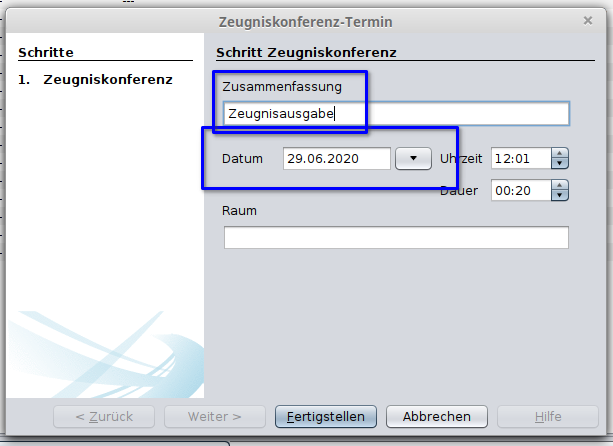 ---
Zeugniskonferenz-Termin
Schritte
1. Zeugniskonferenz
Schritt Zeugniskonferenz
Zusammenfassung
Zeugnisausgabe
Datum 29.06.2020 Uhrzeit 12:01
Dauer 00:20
Raum
< Zurück Weiter > Fertigstellen Abbrechen Hilfe